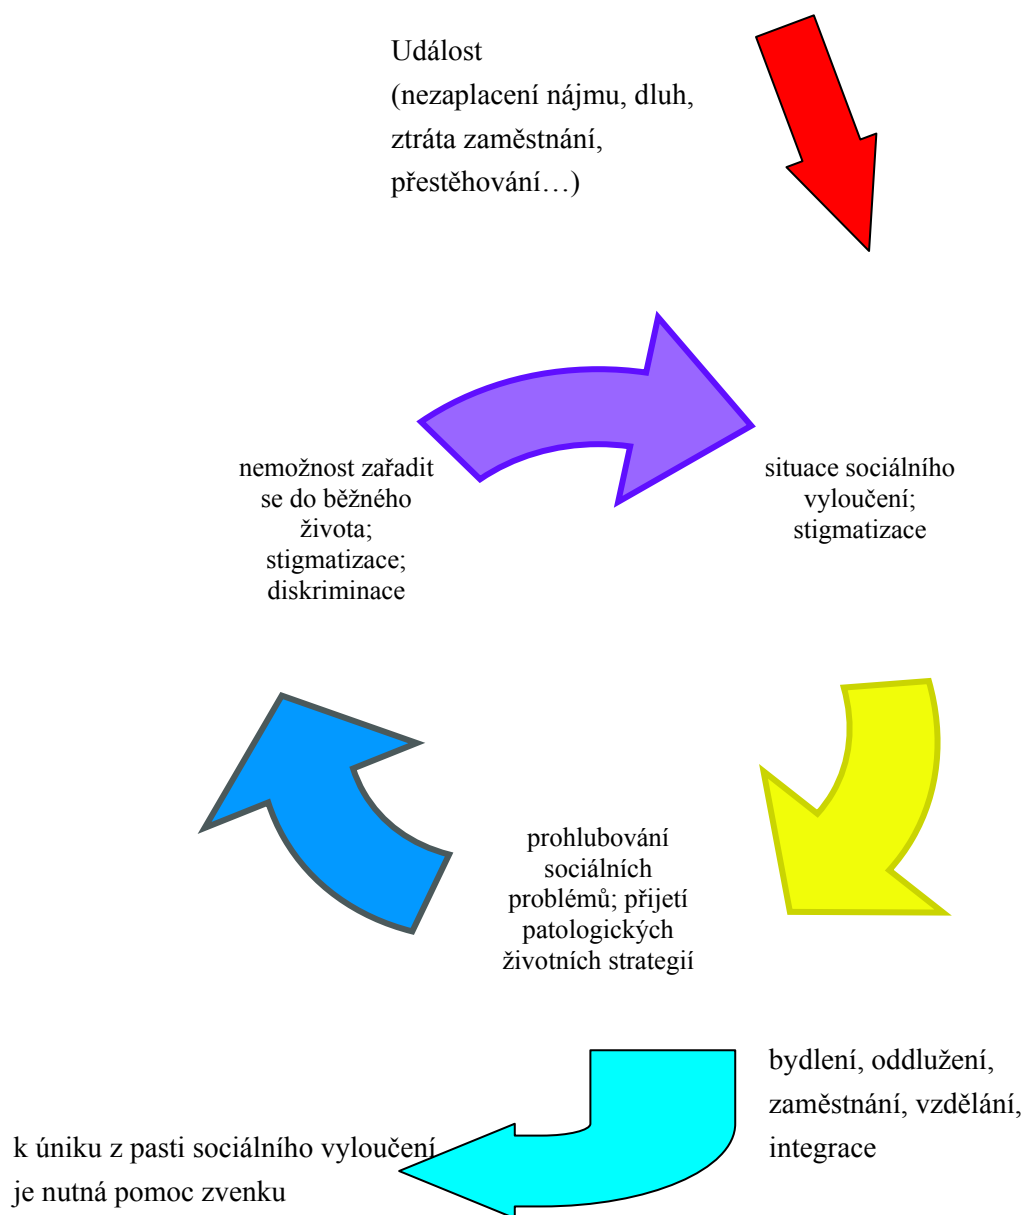 Událost
(nezaplacení nájmu, dluh,
ztráta zaměstnání,
přestěhování…)
nemožnost zařadit
se do běžného
života;
stigmatizace;
diskriminace
situace sociálního
vyloučení;
stigmatizace
prohlubování
sociálních
problémů; přijetí
patologických
životních strategií
bydlení, oddlužení,
zaměstnání, vzdělání,
integrace
k úniku z pasti sociálního vyloučení
je nutná pomoc zvenku